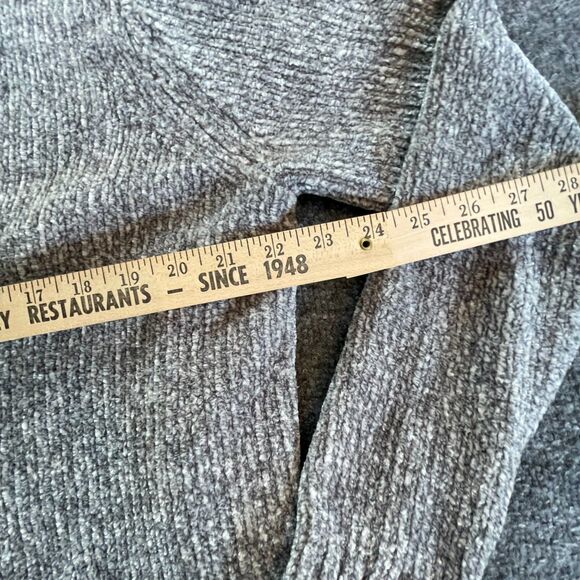 17 18 19 20 21 22 23 24 25 26 27 28
RESTAURANTS – SINCE 1948 CELEBRATING 50